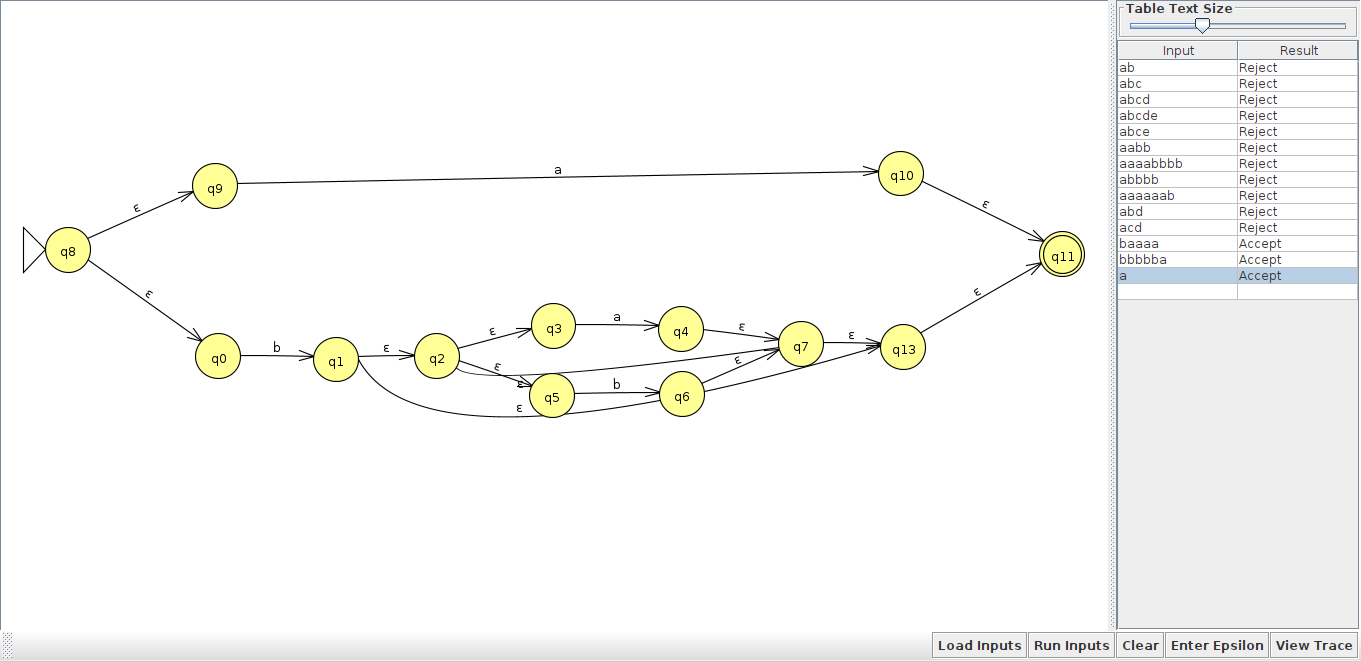 Table Text Size
Input Result
ab Reject
abc Reject
abcd Reject
abcde Reject
abce Reject
aabb Reject
aaaabbbb Reject
abbbb Reject
aaaaaab Reject
abd Reject
acd Reject
baaaa Accept
bbbbba Accept
a Accept
a
q10
q9
ε
ε
q8
q11
ε
ε
a
q3
ε
q4
ε
q7
ε
b
ε
q13
q0
q1
q2
ε
ε
ε
b
q5
q6
ε
Load Inputs Run Inputs Clear Enter Epsilon View Trace